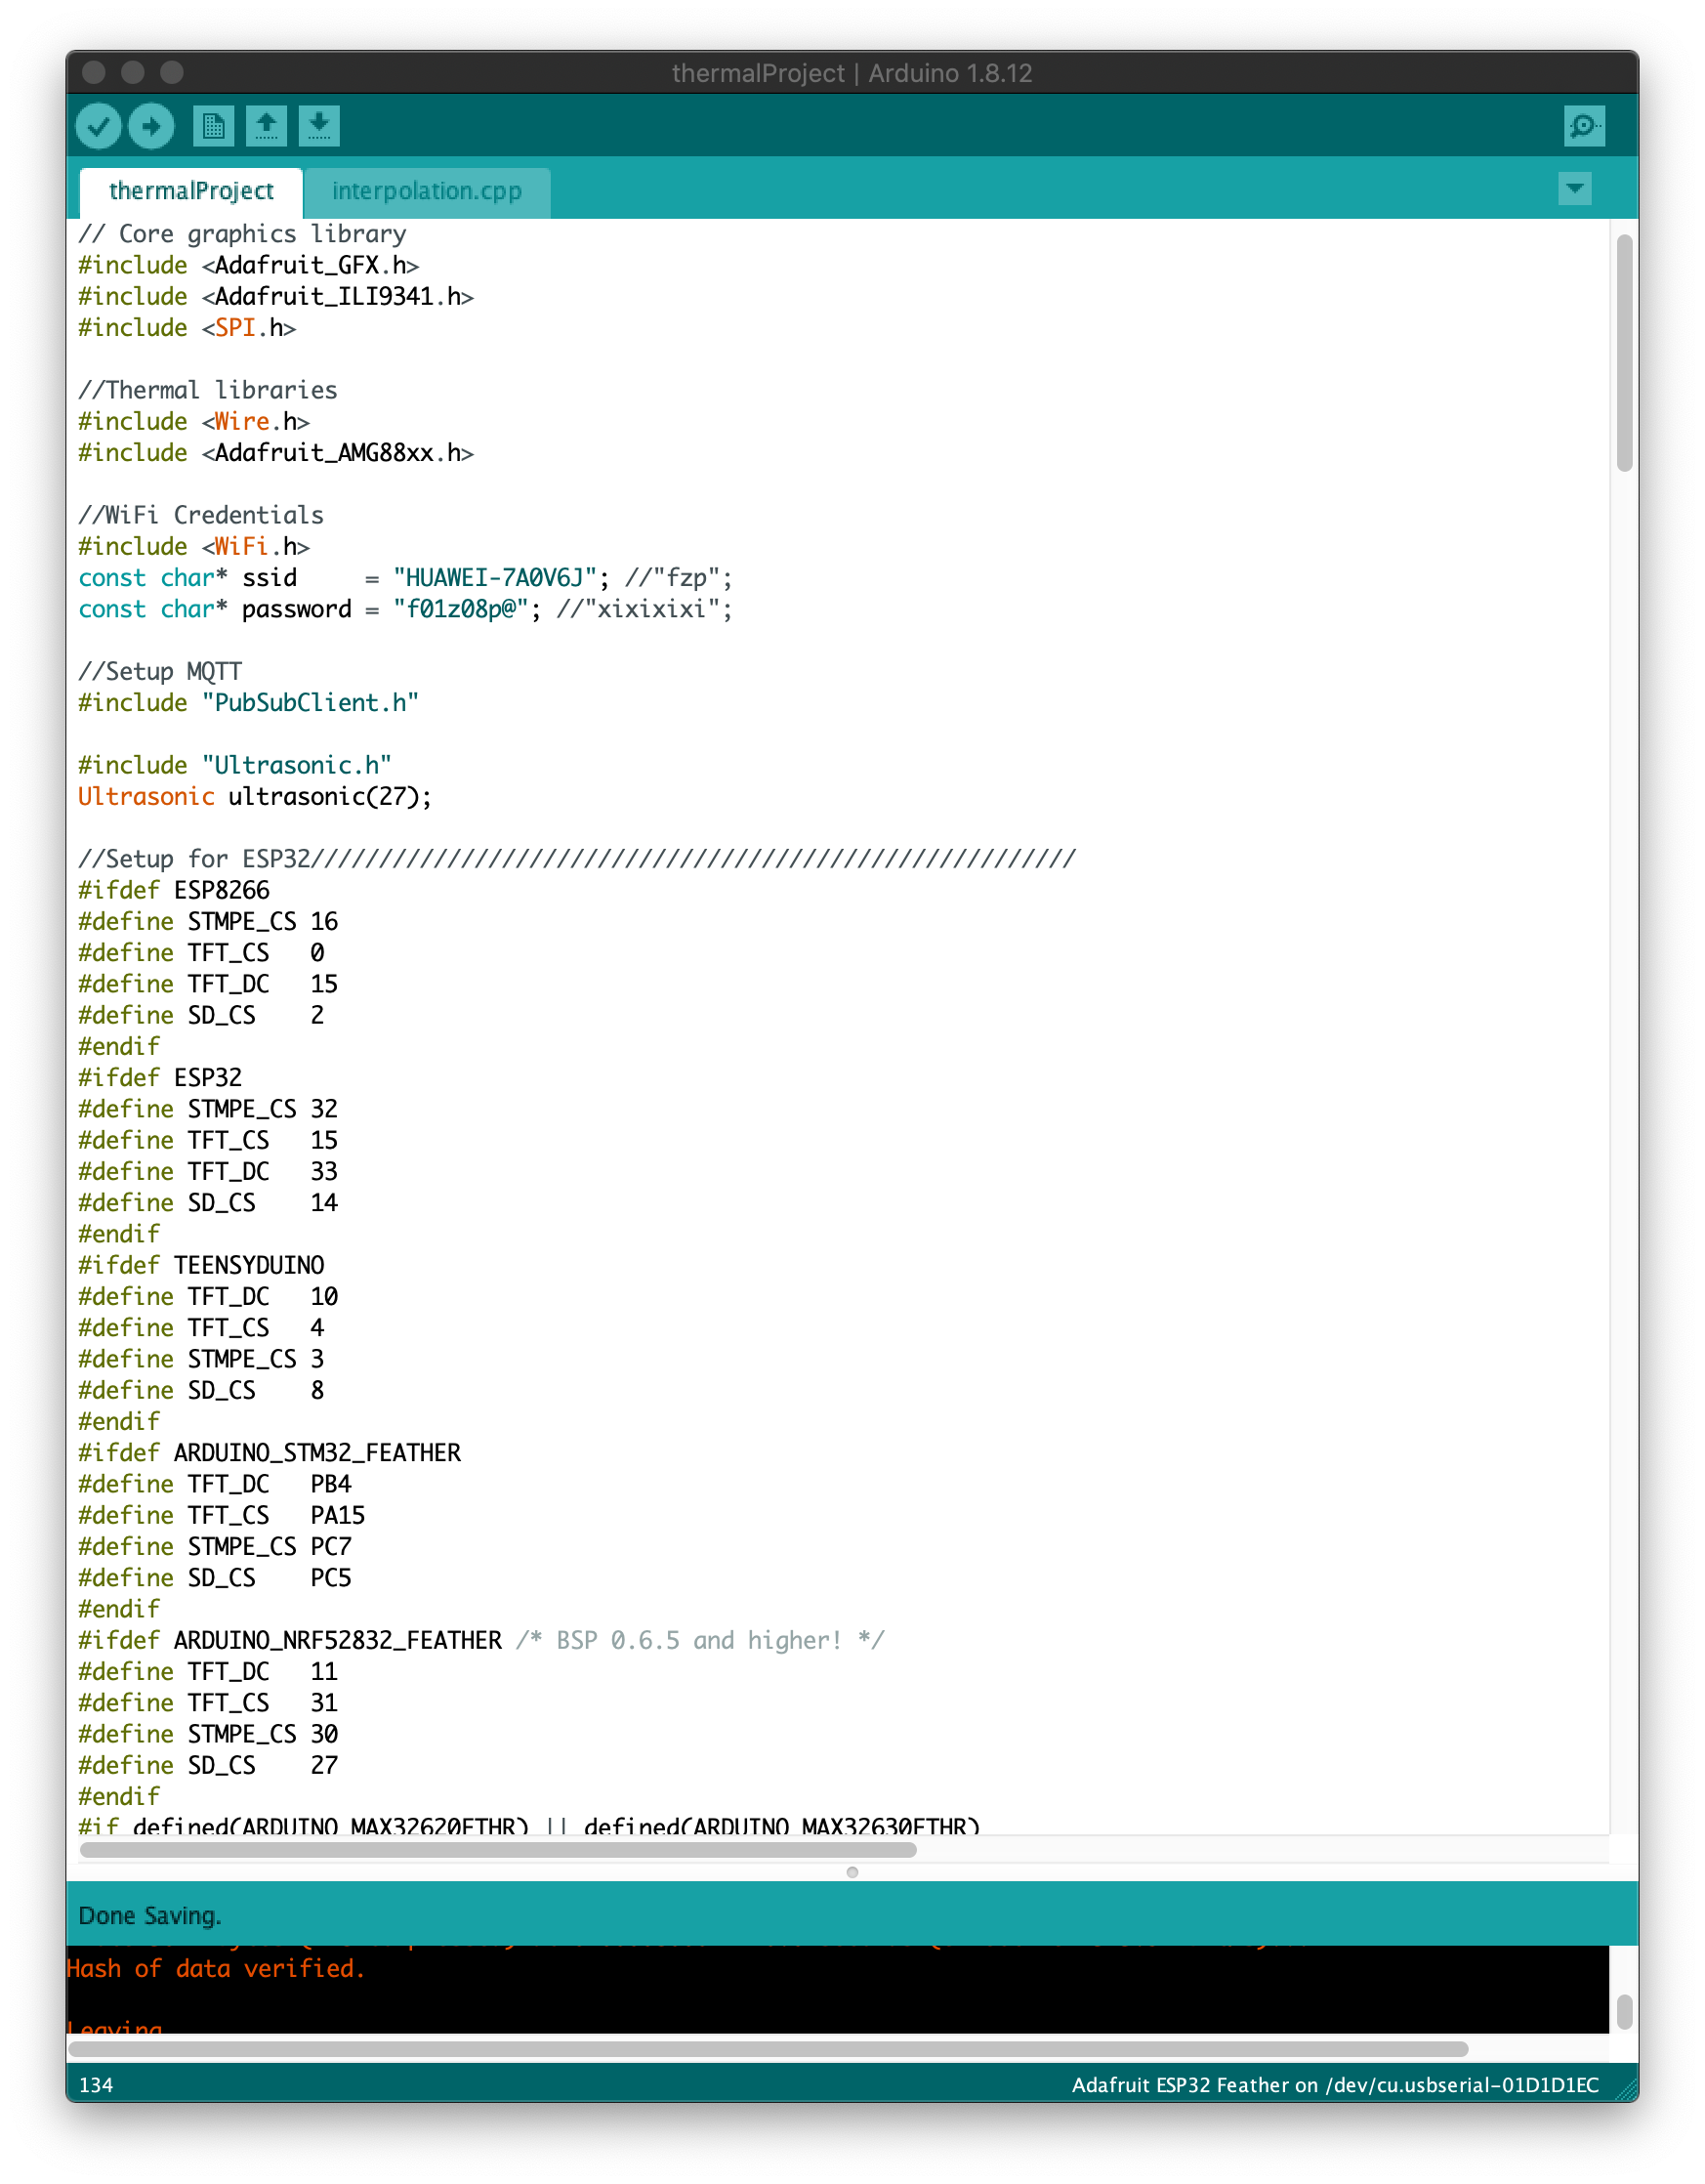 thermalProject | Arduino 1.8.12
thermalProject interpolation.cpp
// Core graphics library
#include <Adafruit_GFX.h>
#include <Adafruit_ILI9341.h>
#include <SPI.h>
//Thermal libraries
#include <Wire.h>
#include <Adafruit_AMG88xx.h>
//WiFi Credentials
#include <WiFi.h>
const char* ssid     = "HUAWEI-7A0V6J"; //"fzp";
const char* password = "f01z08p@"; //"xixixixi";
//Setup MQTT
#include "PubSubClient.h"
#include "Ultrasonic.h"
Ultrasonic ultrasonic(27);
//Setup for ESP32////////////////////////////////////////////////////////
#ifdef ESP8266
#define STMPE_CS 16
#define TFT_CS   0
#define TFT_DC   15
#define SD_CS    2
#endif
#ifdef ESP32
#define STMPE_CS 32
#define TFT_CS   15
#define TFT_DC   33
#define SD_CS    14
#endif
#ifdef TEENSYDUINO
#define TFT_DC   10
#define TFT_CS   4
#define STMPE_CS 3
#define SD_CS    8
#endif
#ifdef ARDUINO_STM32_FEATHER
#define TFT_DC   PB4
#define TFT_CS   PA15
#define STMPE_CS PC7
#define SD_CS    PC5
#endif
#ifdef ARDUINO_NRF52832_FEATHER /* BSP 0.6.5 and higher! */
#define TFT_DC   11
#define TFT_CS   31
#define STMPE_CS 30
#define SD_CS    27
#endif
#if defined(ARDUINO_MAX32620FTHR) || defined(ARDUINO_MAX32630FTHR)
Done Saving.
Hash of data verified.
Leaving
134 Adafruit ESP32 Feather on /dev/cu.usbserial-01D1D1EC